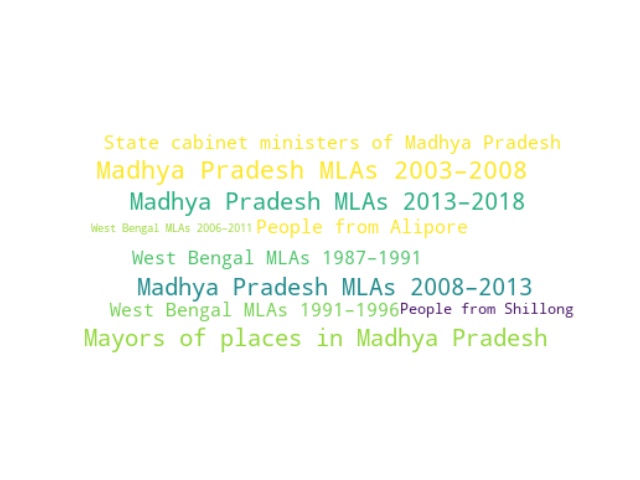 State cabinet ministers of Madhya Pradesh
Madhya Pradesh MLAs 2003–2008
Madhya Pradesh MLAs 2013–2018
West Bengal MLAs 2006–2011 People from Alipore
West Bengal MLAs 1987–1991
Madhya Pradesh MLAs 2008–2013
West Bengal MLAs 1991–1996 People from Shillong
Mayors of places in Madhya Pradesh